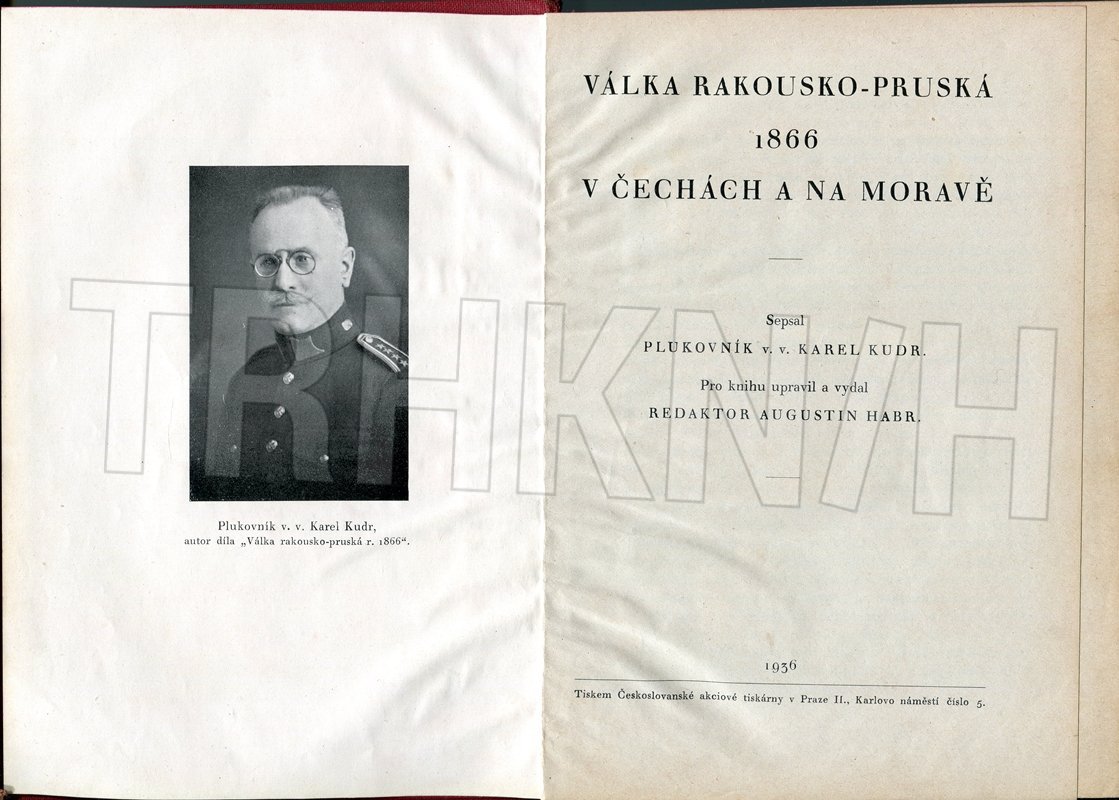 Plukovník v. v. Karel Kudr,
autor díla „Válka rakousko-pruská r. 1866“.
VÁLKA RAKOUSKO-PRUSKÁ
1866
V ČECHÁCH A NA MORAVĚ
Sepsal
PLUKOVNÍK v. v. KAREL KUDR.
Pro knihu upravil a vydal
REDAKTOR AUGUSTIN HABR.
1936
Tiskem Československé akciové tiskárny v Praze II., Karlovo náměstí číslo 5.
TRHKN/H